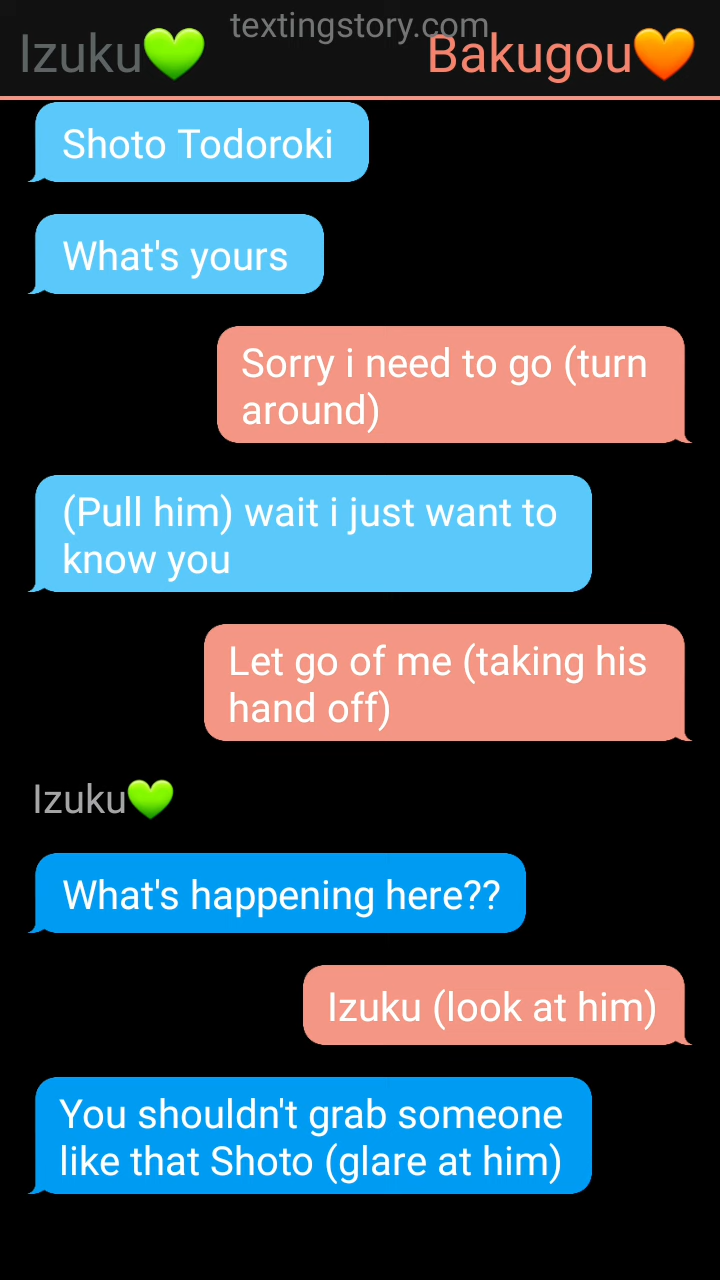 textingstory.com
Izuku💚 Bakugou🧡
Shoto Todoroki
What's yours
Sorry i need to go (turn
around)
(Pull him) wait i just want to
know you
Let go of me (taking his
hand off)
Izuku💚
What's happening here??
Izuku (look at him)
You shouldn't grab someone
like that Shoto (glare at him)